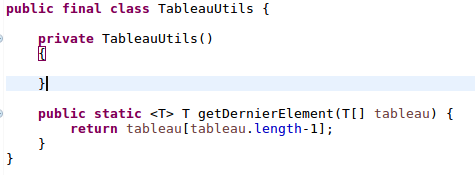 public final class TableauUtils {
private TableauUtils()
{
}
public static <T> T getDernierElement(T[] tableau) {
return tableau[tableau.length-1];
}
}